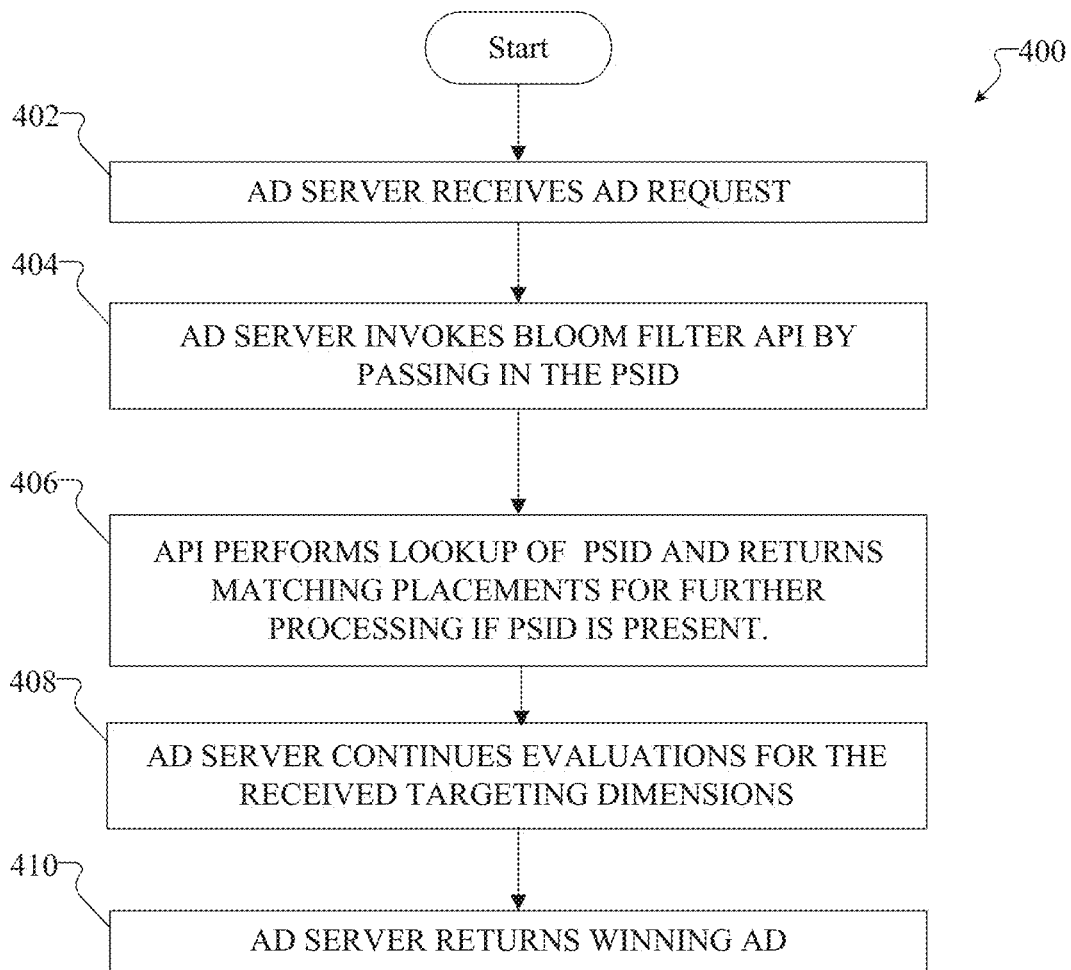 Start
400
402
AD SERVER RECEIVES AD REQUEST
404
AD SERVER INVOKES BLOOM FILTER API BY
PASSING IN THE PSID
406
API PERFORMS LOOKUP OF PSID AND RETURNS
MATCHING PLACEMENTS FOR FURTHER
PROCESSING IF PSID IS PRESENT.
408
AD SERVER CONTINUES EVALUATIONS FOR THE
RECEIVED TARGETING DIMENSIONS
410
AD SERVER RETURNS WINNING AD